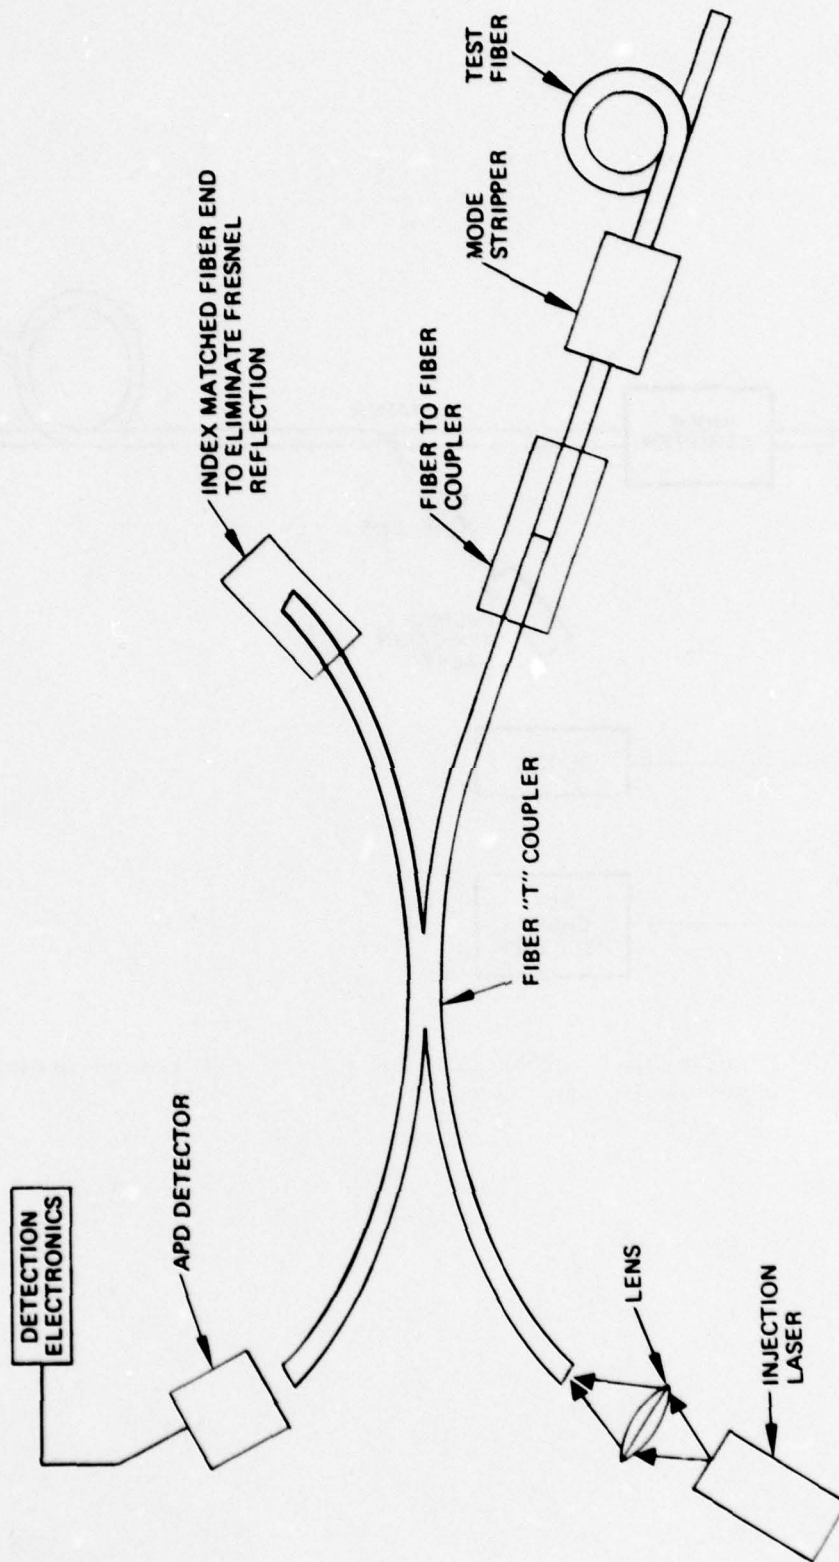 DETECTION
ELECTRONICS
APD DETECTOR
INDEX MATCHED FIBER END
TO ELIMINATE FRESNEL
REFLECTION
FIBER TO FIBER
COUPLER
MODE
STRIPPER
TEST
FIBER
FIBER "T" COUPLER
LENS
INJECTION
LASER